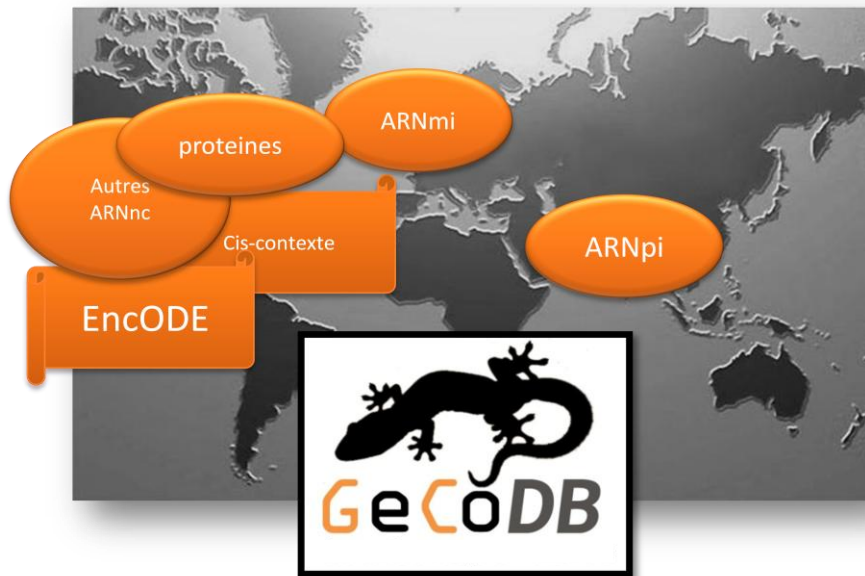 ARNmi
proteines
Autres
ARNnc
Cis-contexte
ARNpi
EncODE
GeCoDB